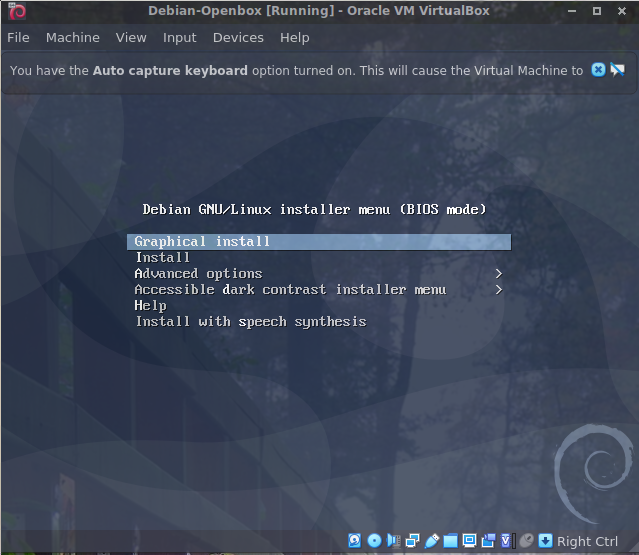 Debian-Openbox [Running] - Oracle VM VirtualBox
File Machine View Input Devices Help
You have the Auto capture keyboard option turned on. This will cause the Virtual Machine to
Debian GNU/Linux installer menu (BIOS mode)
Graphical install
Install
Advanced options >
Accessible dark contrast installer menu >
Help
Install with speech synthesis
Right Ctrl